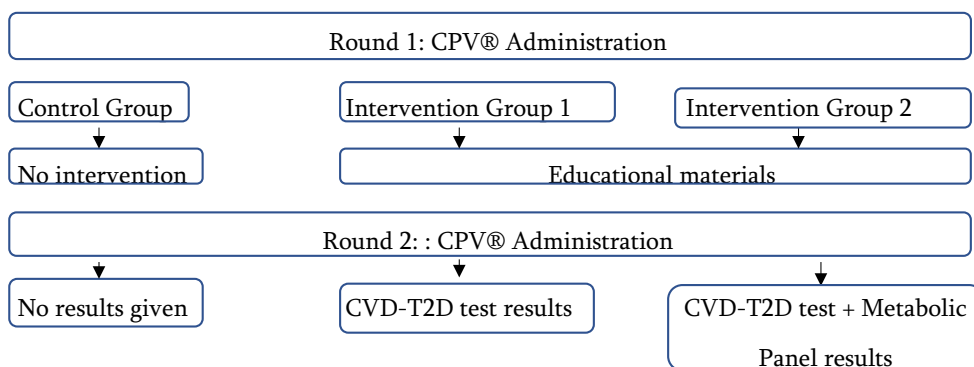 Round 1: CPV® Administration
Control Group
Intervention Group 1
Intervention Group 2
No intervention
Educational materials
Round 2: : CPV® Administration
No results given
CVD-T2D test results
CVD-T2D test + Metabolic
Panel results